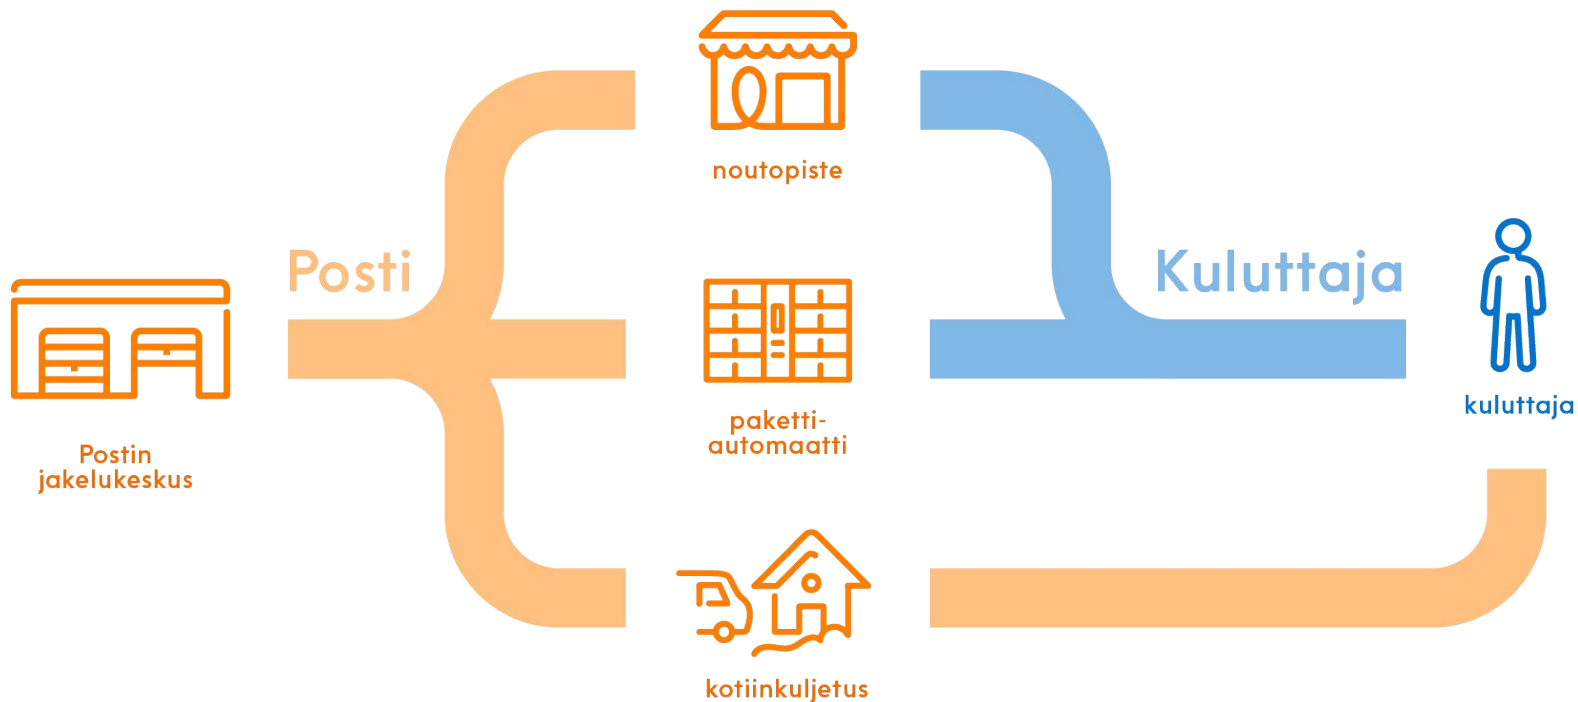 noutopiste
Posti
Kuluttaja
Postin
jakelukeskus
paketti-
automaatti
kuluttaja
kotiinkuljetus